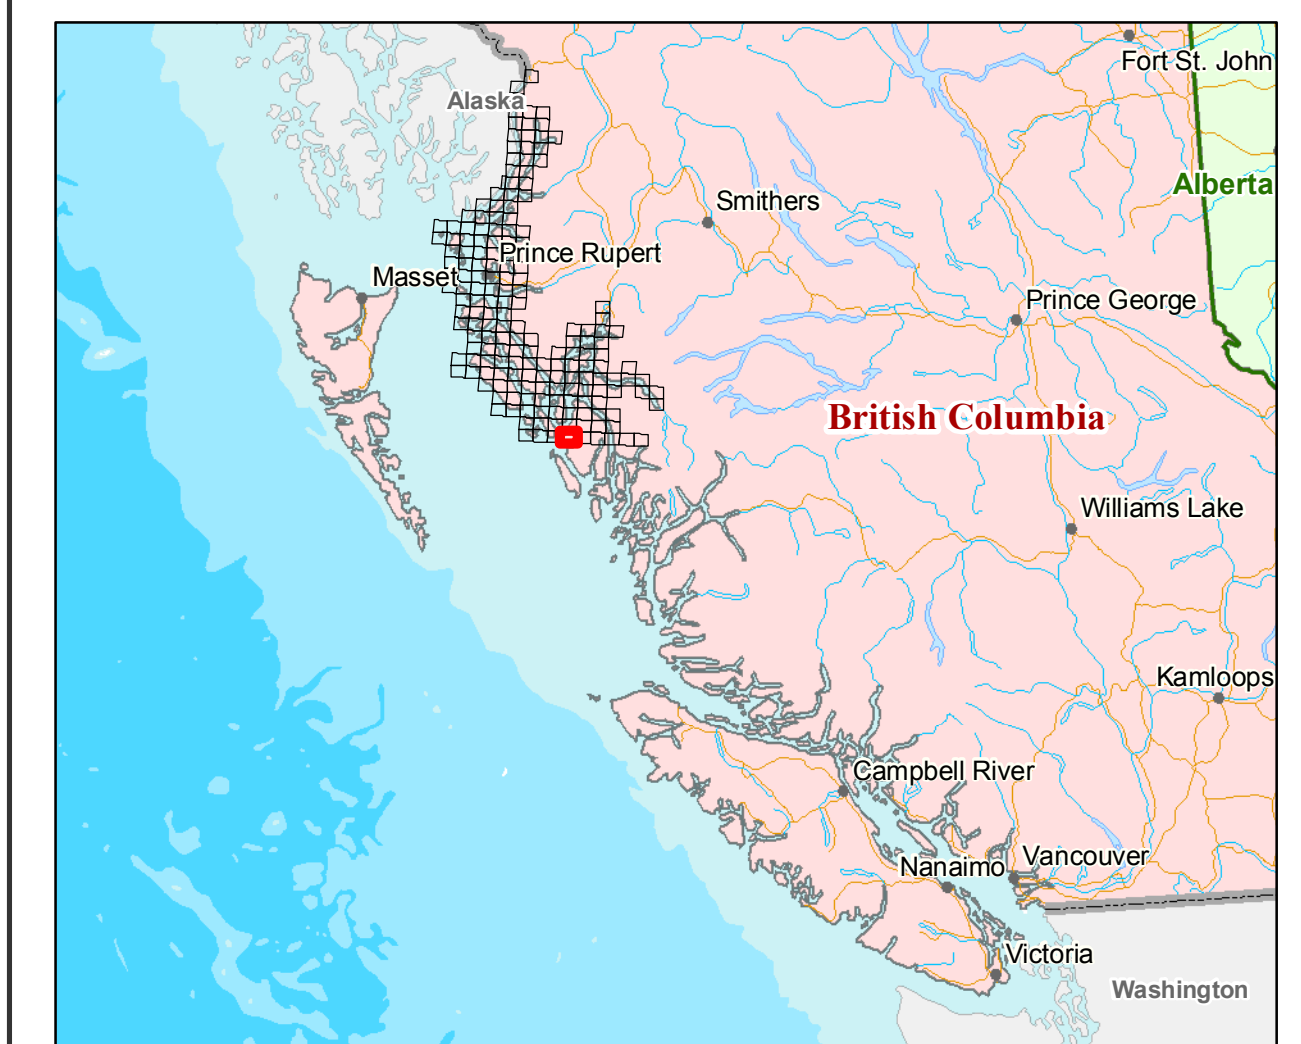 Fort St. John
Alaska
Alberta
Smithers
Prince Rupert
Masset
Prince George
British Columbia
Williams Lake
Kamloops
Campbell River
Vancouver
Nanaimo
Victoria
Washington